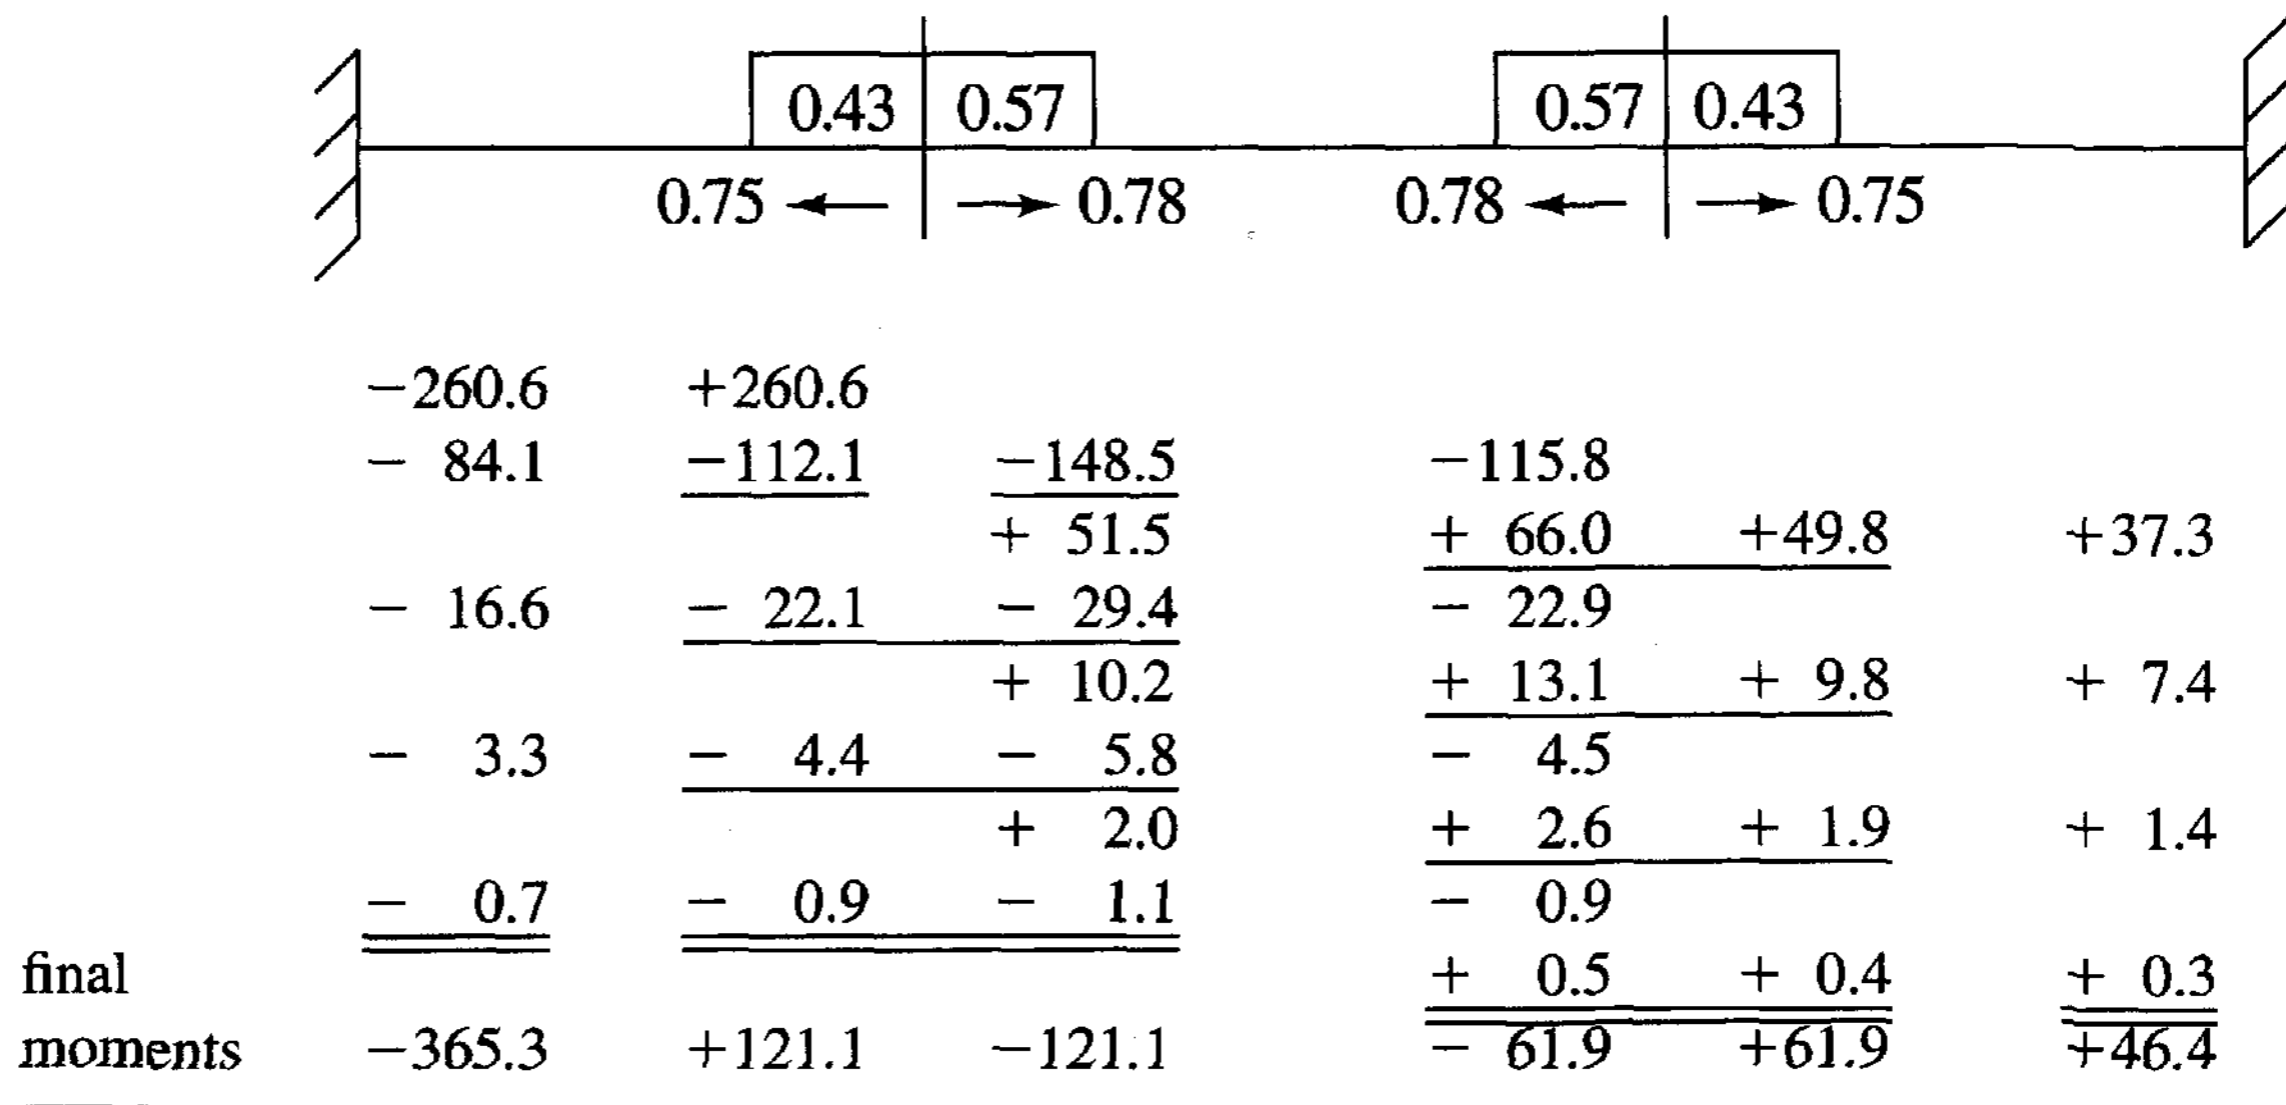 0.43 0.57 0.57 0.43
0.75 ← → 0.78 0.78 ← → 0.75
−260.6 +260.6
− 84.1 −112.1 −148.5 −115.8
+ 51.5 + 66.0 +49.8 +37.3
− 16.6 − 22.1 − 29.4 − 22.9
+ 10.2 + 13.1 + 9.8 + 7.4
− 3.3 − 4.4 − 5.8 − 4.5
+ 2.0 + 2.6 + 1.9 + 1.4
− 0.7 − 0.9 − 1.1 − 0.9
final + 0.5 + 0.4 + 0.3
moments −365.3 +121.1 −121.1 − 61.9 +61.9 +46.4